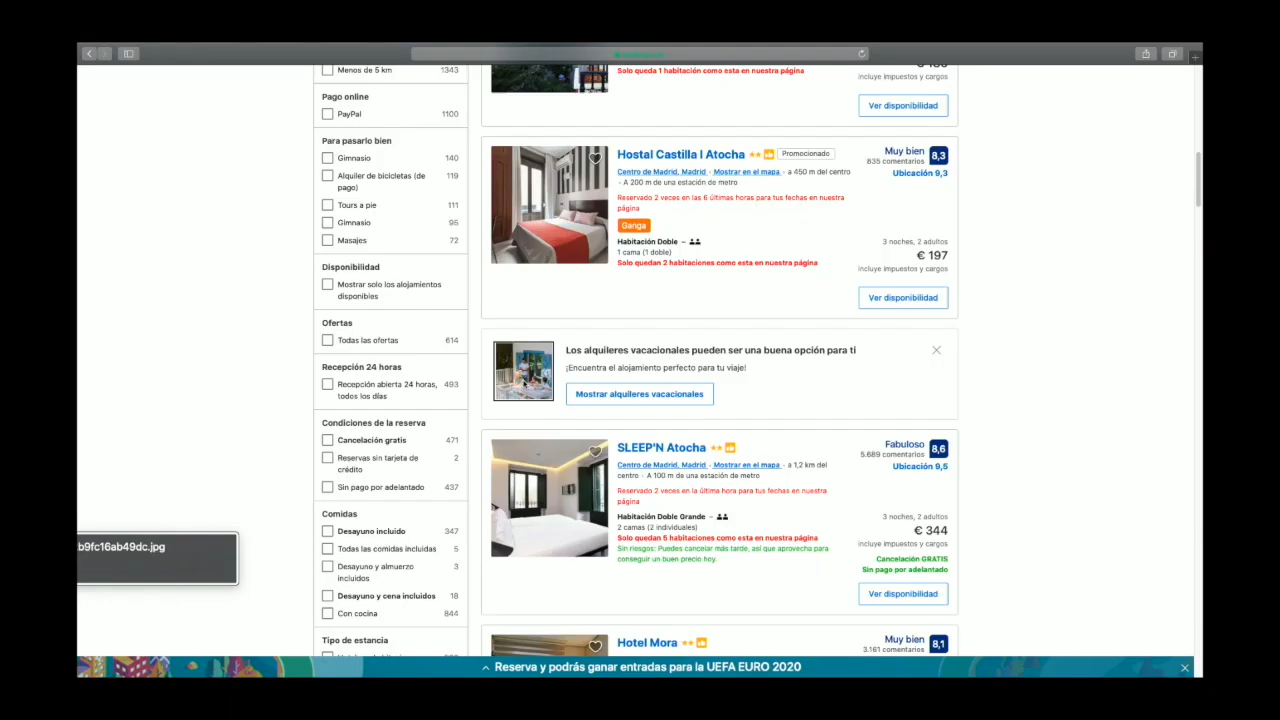 Menos de 5 km 1343
Pago online
PayPal 1100
Para pasarlo bien
Gimnasio 140
Alquiler de bicicletas (de 119
pago)
Tours a pie 111
Gimnasio 95
Masajes 72
Disponibilidad
Mostrar solo los alojamientos
disponibles
Ofertas
Todas las ofertas 614
Recepción 24 horas
Recepción abierta 24 horas, 493
todos los días
Condiciones de la reserva
Cancelación gratis 471
Reservas sin tarjeta de 2
crédito
Sin pago por adelantado 437
Comidas
Desayuno incluido 347
Todas las comidas incluidas 5
Desayuno y almuerzo 3
incluidos
Desayuno y cena incluidos 18
Con cocina 844
Tipo de estancia
b9fc16ab49dc.jpg
Solo queda 1 habitación como esta en nuestra página
incluye impuestos y cargos
Ver disponibilidad
Hostal Castilla I Atocha Promocionado
Centro de Madrid, Madrid · Mostrar en el mapa · a 450 m del centro
· A 200 m de una estación de metro
Reservado 2 veces en las 6 últimas horas para tus fechas en nuestra
página
Ganga
Habitación Doble –
1 cama (1 doble)
Solo quedan 2 habitaciones como esta en nuestra página
Muy bien 8,3
835 comentarios
Ubicación 9,3
3 noches, 2 adultos
€ 197
incluye impuestos y cargos
Ver disponibilidad
Los alquileres vacacionales pueden ser una buena opción para ti
¡Encuentra el alojamiento perfecto para tu viaje!
Mostrar alquileres vacacionales
SLEEP'N Atocha
Centro de Madrid, Madrid · Mostrar en el mapa · a 1,2 km del
centro · A 100 m de una estación de metro
Reservado 2 veces en la última hora para tus fechas en nuestra
página
Habitación Doble Grande –
2 camas (2 individuales)
Solo quedan 5 habitaciones como esta en nuestra página
Sin riesgos: Puedes cancelar más tarde, así que aprovecha para
conseguir un buen precio hoy.
Fabuloso 8,6
5.689 comentarios
Ubicación 9,5
3 noches, 2 adultos
€ 344
incluye impuestos y cargos
Cancelación GRATIS
Sin pago por adelantado
Ver disponibilidad
Hotel Mora
Muy bien 8,1
3.161 comentarios
Reserva y podrás ganar entradas para la UEFA EURO 2020